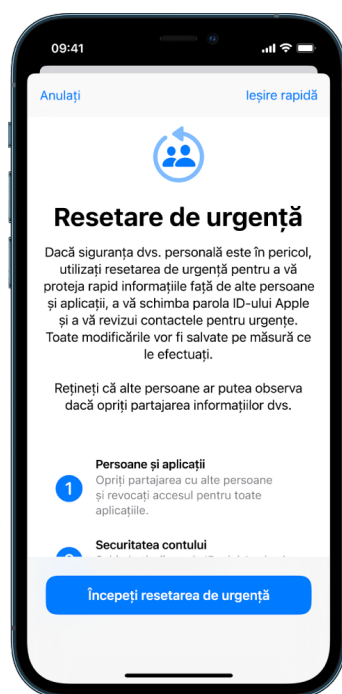 09:41
Anulați
Ieșire rapidă
Resetare de urgență
Dacă siguranța dvs. personală este în pericol,
utilizați resetarea de urgență pentru a vă
proteja rapid informațiile față de alte persoane
și aplicații, a vă schimba parola ID-ului Apple
și a vă revizui contactele pentru urgențe.
Toate modificările vor fi salvate pe măsură ce
le efectuați.
Rețineți că alte persoane ar putea observa
dacă opriți partajarea informațiilor dvs.
1
Persoane și aplicații
Opriți partajarea cu alte persoane
și revocați accesul pentru toate
aplicațiile.
Securitatea contului
Începeți resetarea de urgență